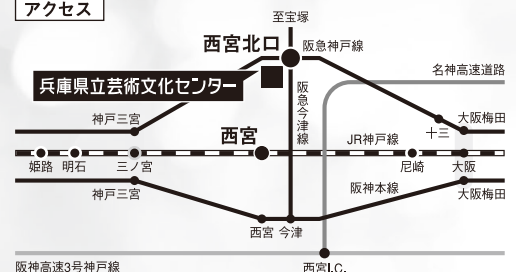 アクセス
至宝塚
西宮北口
阪急神戸線
名神高速道路
兵庫県立芸術文化センター
阪急今津線
神戸三宮
十三
大阪梅田
西宮
JR神戸線
姫路
明石
三ノ宮
尼崎
大阪
神戸三宮
阪神本線
大阪梅田
西宮
今津
阪神高速3号神戸線
西宮I.C.